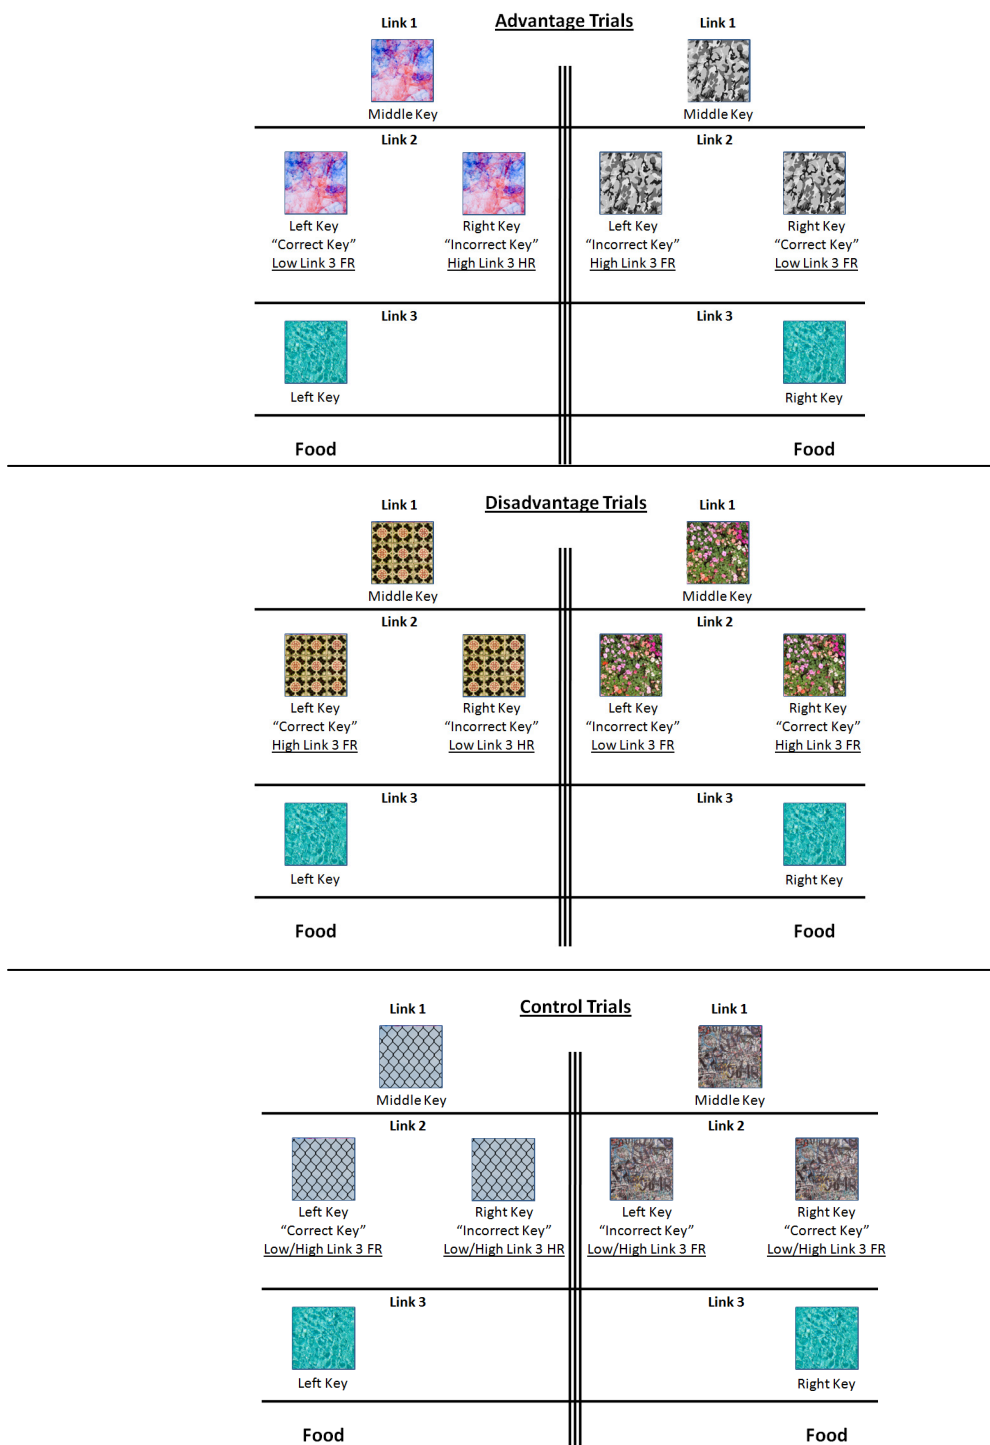 Advantage Trials
Link 1
Link 1
Middle Key
Middle Key
Link 2
Link 2
Left Key
"Correct Key"
Low Link 3 FR
Right Key
"Incorrect Key"
High Link 3 HR
Left Key
"Incorrect Key"
High Link 3 FR
Right Key
"Correct Key"
Low Link 3 FR
Link 3
Link 3
Left Key
Right Key
Food
Food
Disadvantage Trials
Link 1
Link 1
Middle Key
Middle Key
Link 2
Link 2
Left Key
"Correct Key"
High Link 3 FR
Right Key
"Incorrect Key"
Low Link 3 HR
Left Key
"Incorrect Key"
Low Link 3 FR
Right Key
"Correct Key"
High Link 3 FR
Link 3
Link 3
Left Key
Right Key
Food
Food
Control Trials
Link 1
Link 1
Middle Key
Middle Key
Link 2
Link 2
Left Key
"Correct Key"
Low/High Link 3 FR
Right Key
"Incorrect Key"
Low/High Link 3 HR
Left Key
"Incorrect Key"
Low/High Link 3 FR
Right Key
"Correct Key"
Low/High Link 3 FR
Link 3
Link 3
Left Key
Right Key
Food
Food